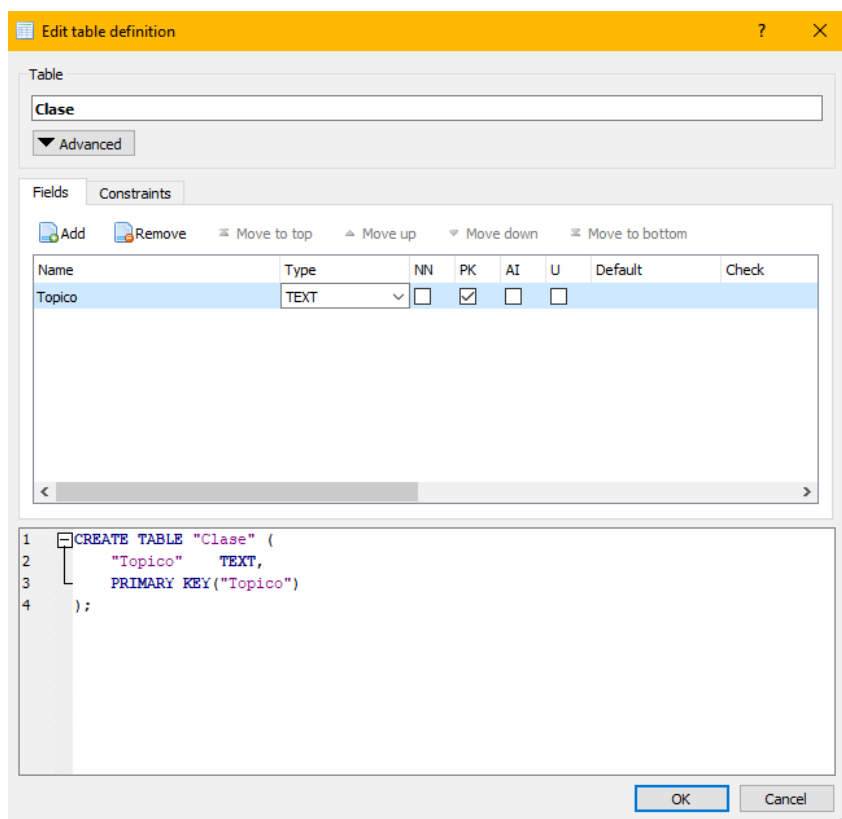 Edit table definition ? ×
Table
Clase
Advanced
Fields Constraints
Add Remove Move to top Move up Move down Move to bottom
Name Type NN PK AI U Default Check
Topico TEXT
1 CREATE TABLE "Clase" (
2 "Topico" TEXT,
3 PRIMARY KEY("Topico")
4 );
OK Cancel